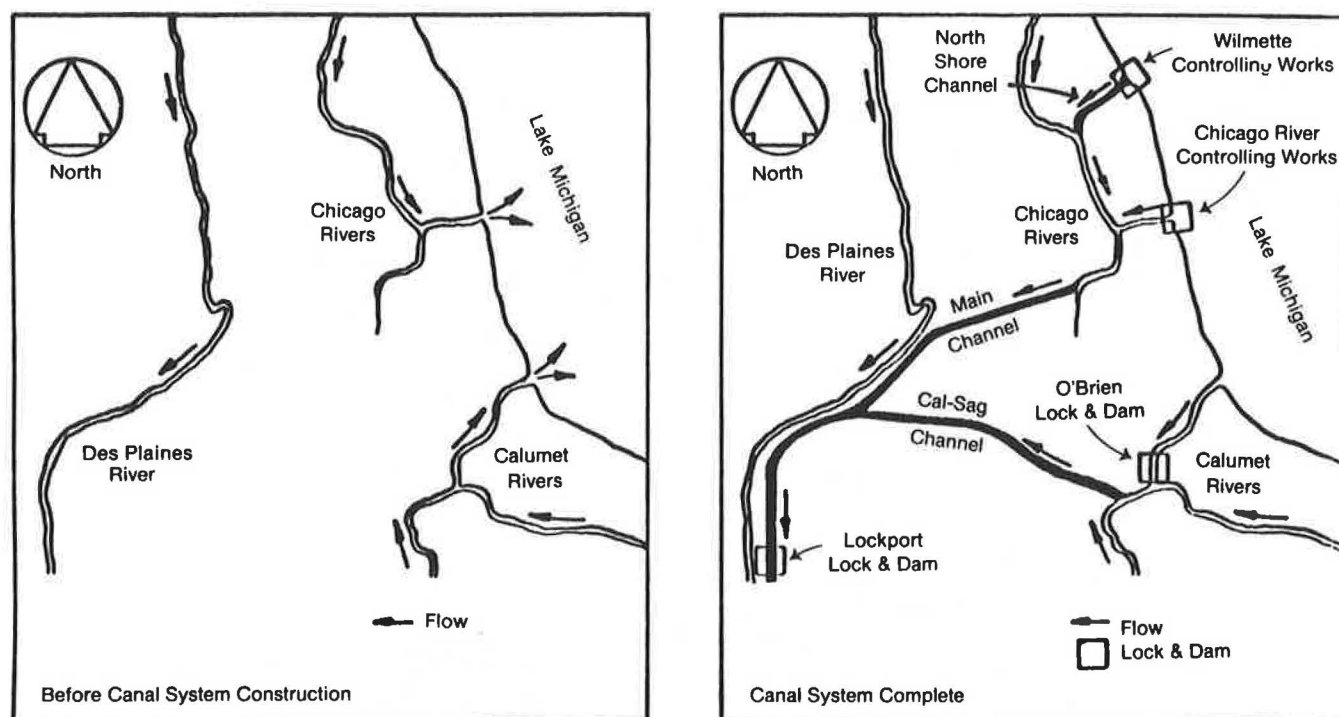 North
Lake Michigan
Chicago
Rivers
Des Plaines
River
Calumet
Rivers
Flow
Before Canal System Construction
North
Shore
Channel
Wilmette
Controlling Works
North
Chicago River
Controlling Works
Chicago
Rivers
Des Plaines
River
Lake Michigan
Main
Channel
O'Brien
Lock & Dam
Cal-Sag
Channel
Calumet
Rivers
Lockport
Lock & Dam
Flow
Lock & Dam
Canal System Complete